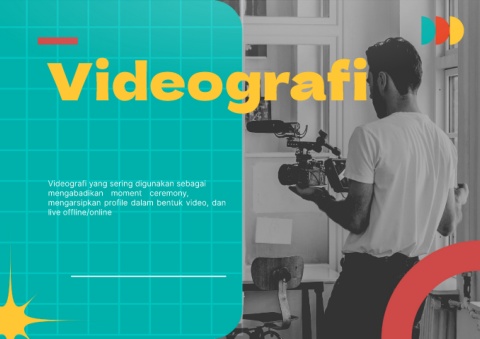 Videografi
Videografi yang sering digunakan sebagai
mengabadikan moment ceremony,
mengarsipkan profile dalam bentuk video, dan
live offline/online